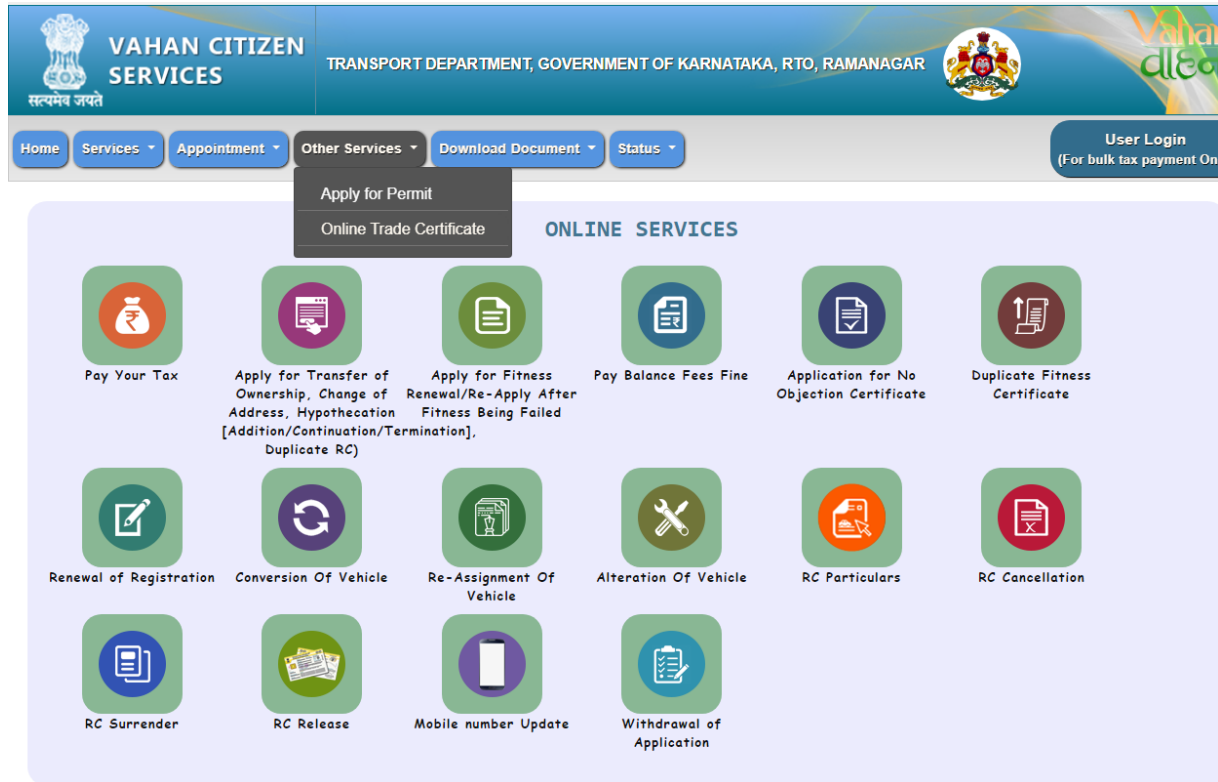 VAHAN CITIZEN
SERVICES
सत्यमेव जयते
TRANSPORT DEPARTMENT, GOVERNMENT OF KARNATAKA, RTO, RAMANAGAR
Home
Services
Appointment
Other Services
Download Document
Status
User Login
(For bulk tax payment On
Apply for Permit
Online Trade Certificate
ONLINE SERVICES
Pay Your Tax
Apply for Transfer of
Ownership, Change of
Address, Hypothecation
[Addition/Continuation/Termination],
Duplicate RC)
Apply for Fitness
Renewal/Re-Apply After
Fitness Being Failed
Pay Balance Fees Fine
Application for No
Objection Certificate
Duplicate Fitness
Certificate
Renewal of Registration
Conversion Of Vehicle
Re-Assignment Of
Vehicle
Alteration Of Vehicle
RC Particulars
RC Cancellation
RC Surrender
RC Release
Mobile number Update
Withdrawal of
Application